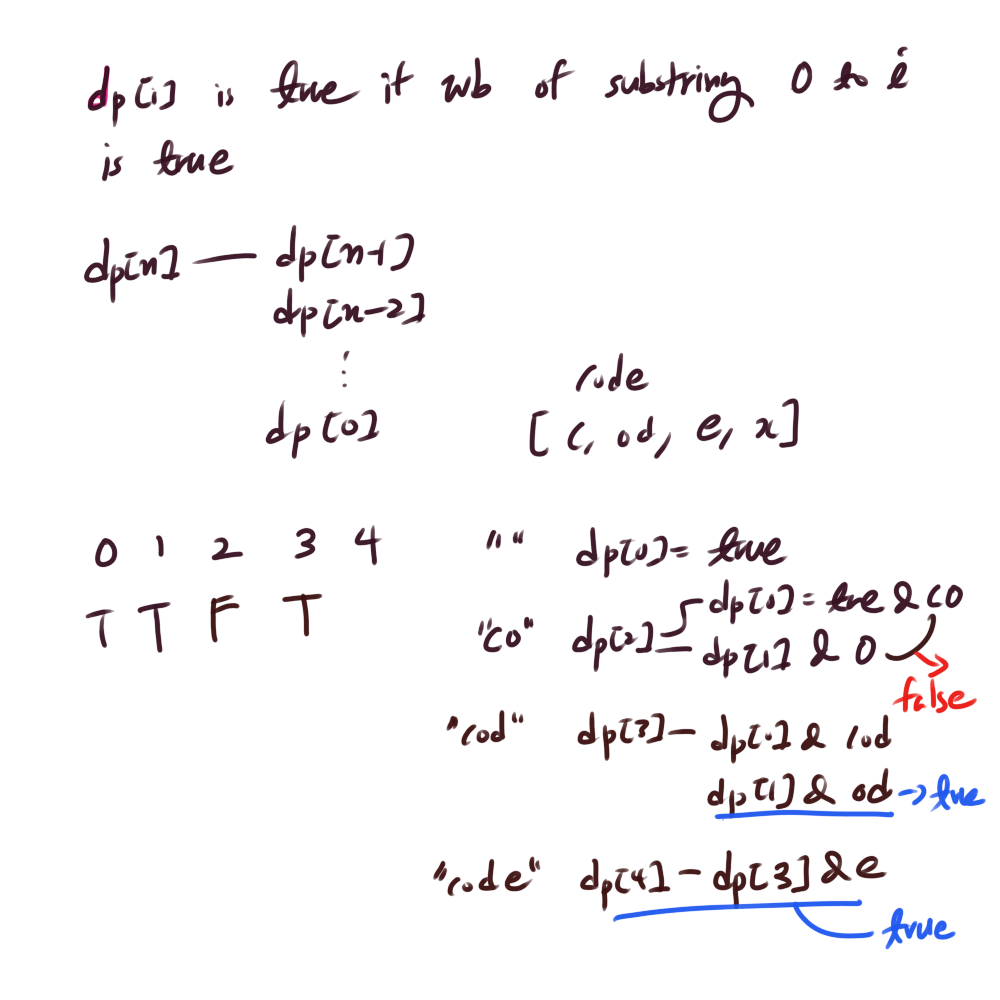 dp[i] is true if wb of substring 0 to i
is true
dp[n] — dp[n-1]
dp[n-2]
⋮
dp[0]
code
[c, od, e, x]
0 1 2 3 4
T T F T
"" dp[0] = true
dp[0] = true & co
"co" dp[2] — dp[1] & o
false
"cod" dp[3] — dp[0] & cod
dp[1] & od → true
"code" dp[4] — dp[3] & e
true